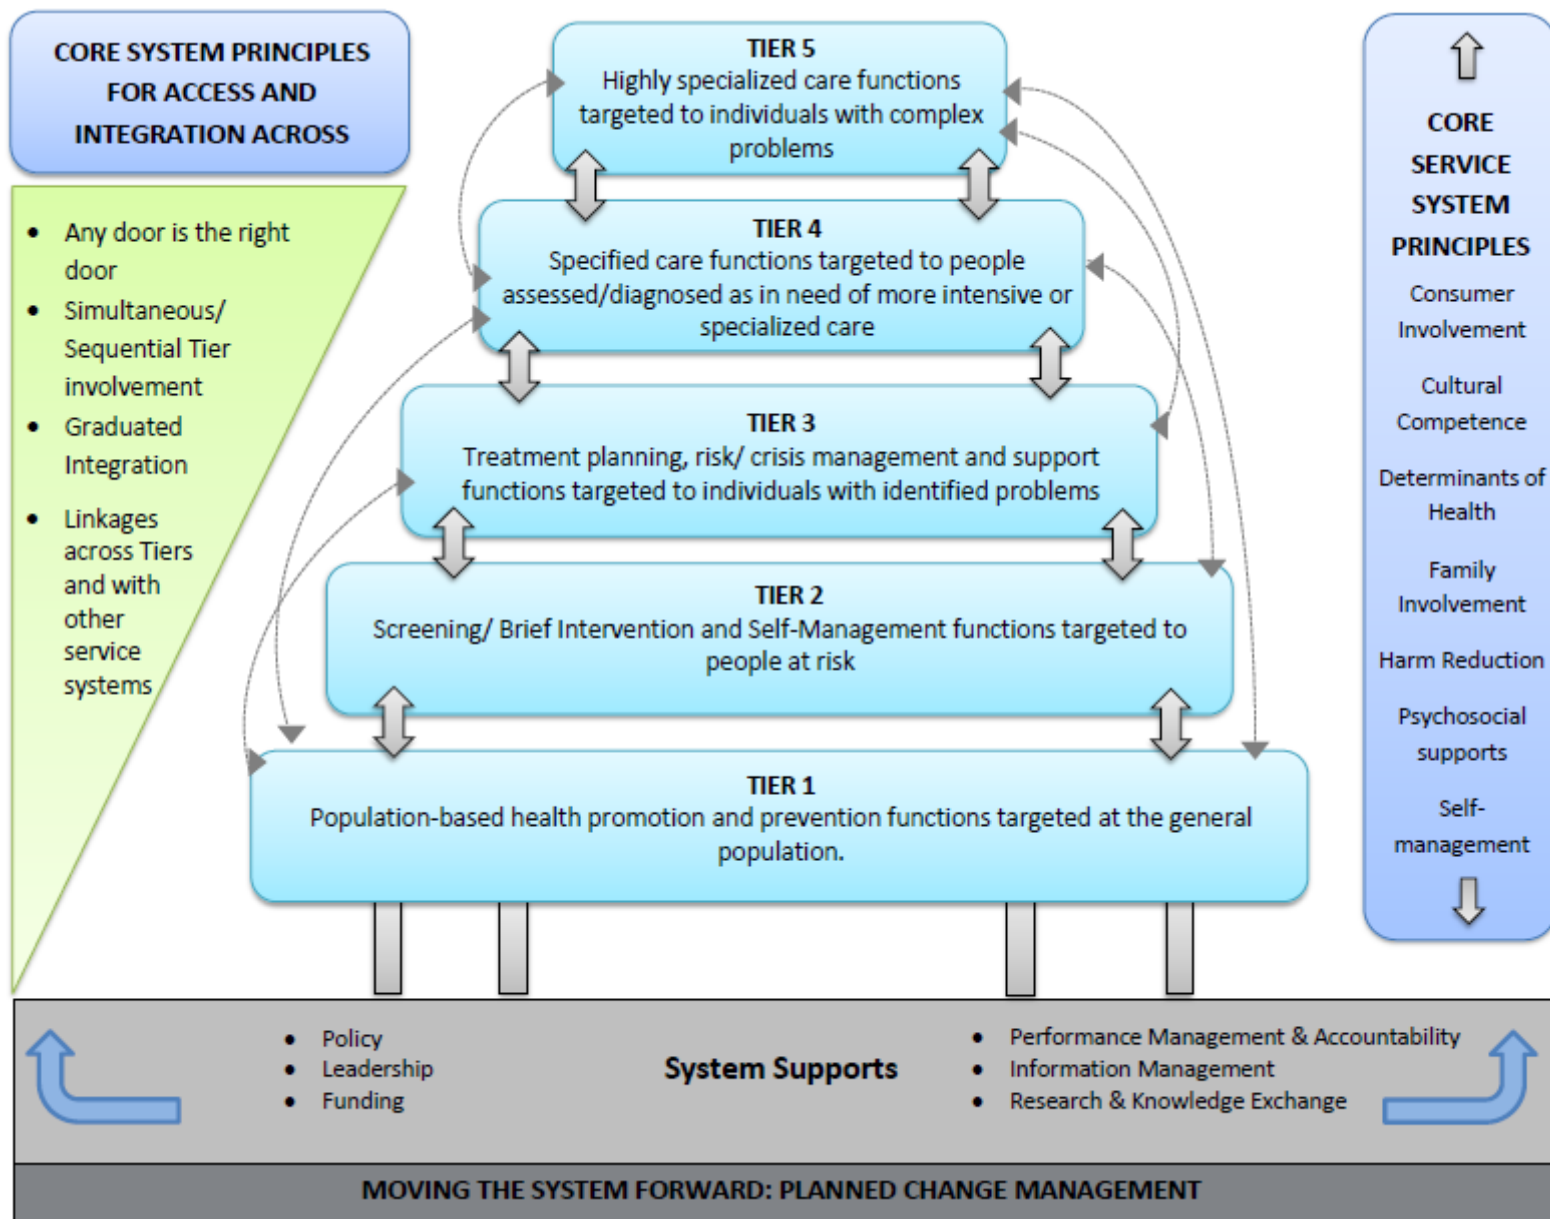 CORE SYSTEM PRINCIPLES
FOR ACCESS AND
INTEGRATION ACROSS
• Any door is the right
door
• Simultaneous/
Sequential Tier
involvement
• Graduated
Integration
• Linkages
across Tiers
and with
other
service
systems
TIER 5
Highly specialized care functions
targeted to individuals with complex
problems
TIER 4
Specified care functions targeted to people
assessed/diagnosed as in need of more intensive or
specialized care
TIER 3
Treatment planning, risk/ crisis management and support
functions targeted to individuals with identified problems
TIER 2
Screening/ Brief Intervention and Self-Management functions targeted to
people at risk
TIER 1
Population-based health promotion and prevention functions targeted at the general
population.
CORE
SERVICE
SYSTEM
PRINCIPLES
Consumer
Involvement
Cultural
Competence
Determinants of
Health
Family
Involvement
Harm Reduction
Psychosocial
supports
Self-
management
• Policy
• Leadership
• Funding
System Supports
• Performance Management & Accountability
• Information Management
• Research & Knowledge Exchange
MOVING THE SYSTEM FORWARD: PLANNED CHANGE MANAGEMENT